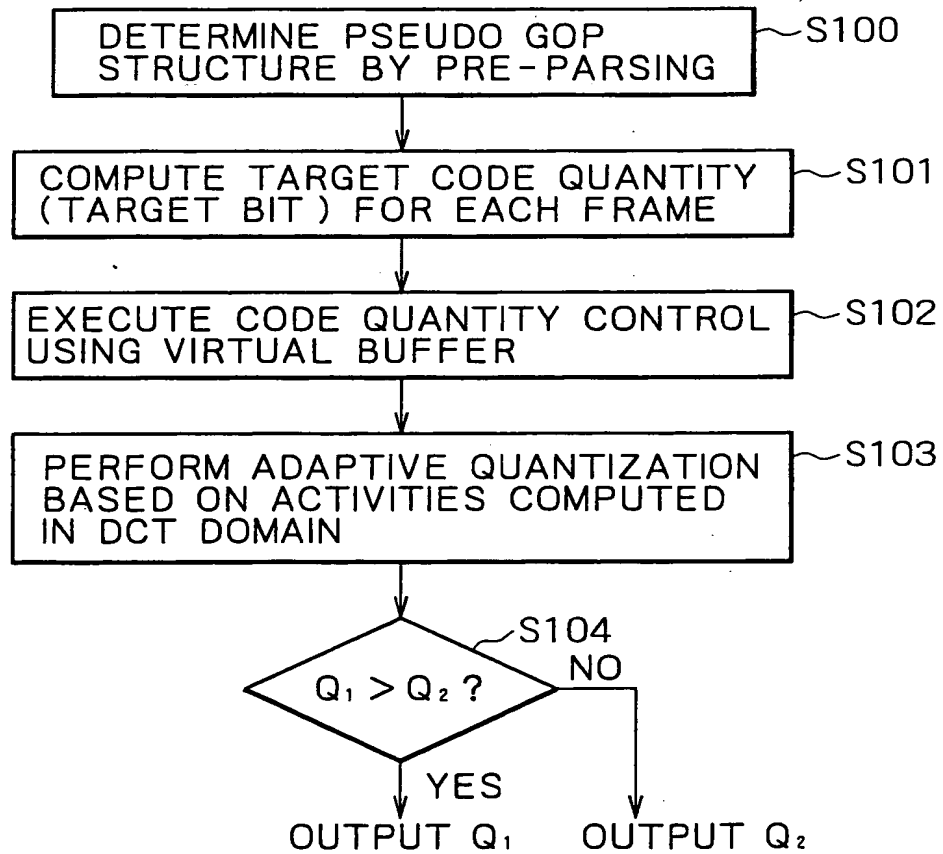 DETERMINE PSEUDO GOP
STRUCTURE BY PRE-PARSING
S100
COMPUTE TARGET CODE QUANTITY
(TARGET BIT) FOR EACH FRAME
S101
EXECUTE CODE QUANTITY CONTROL
USING VIRTUAL BUFFER
S102
PERFORM ADAPTIVE QUANTIZATION
BASED ON ACTIVITIES COMPUTED
IN DCT DOMAIN
S103
S104
Q₁ > Q₂ ?
NO
YES
OUTPUT Q₁
OUTPUT Q₂